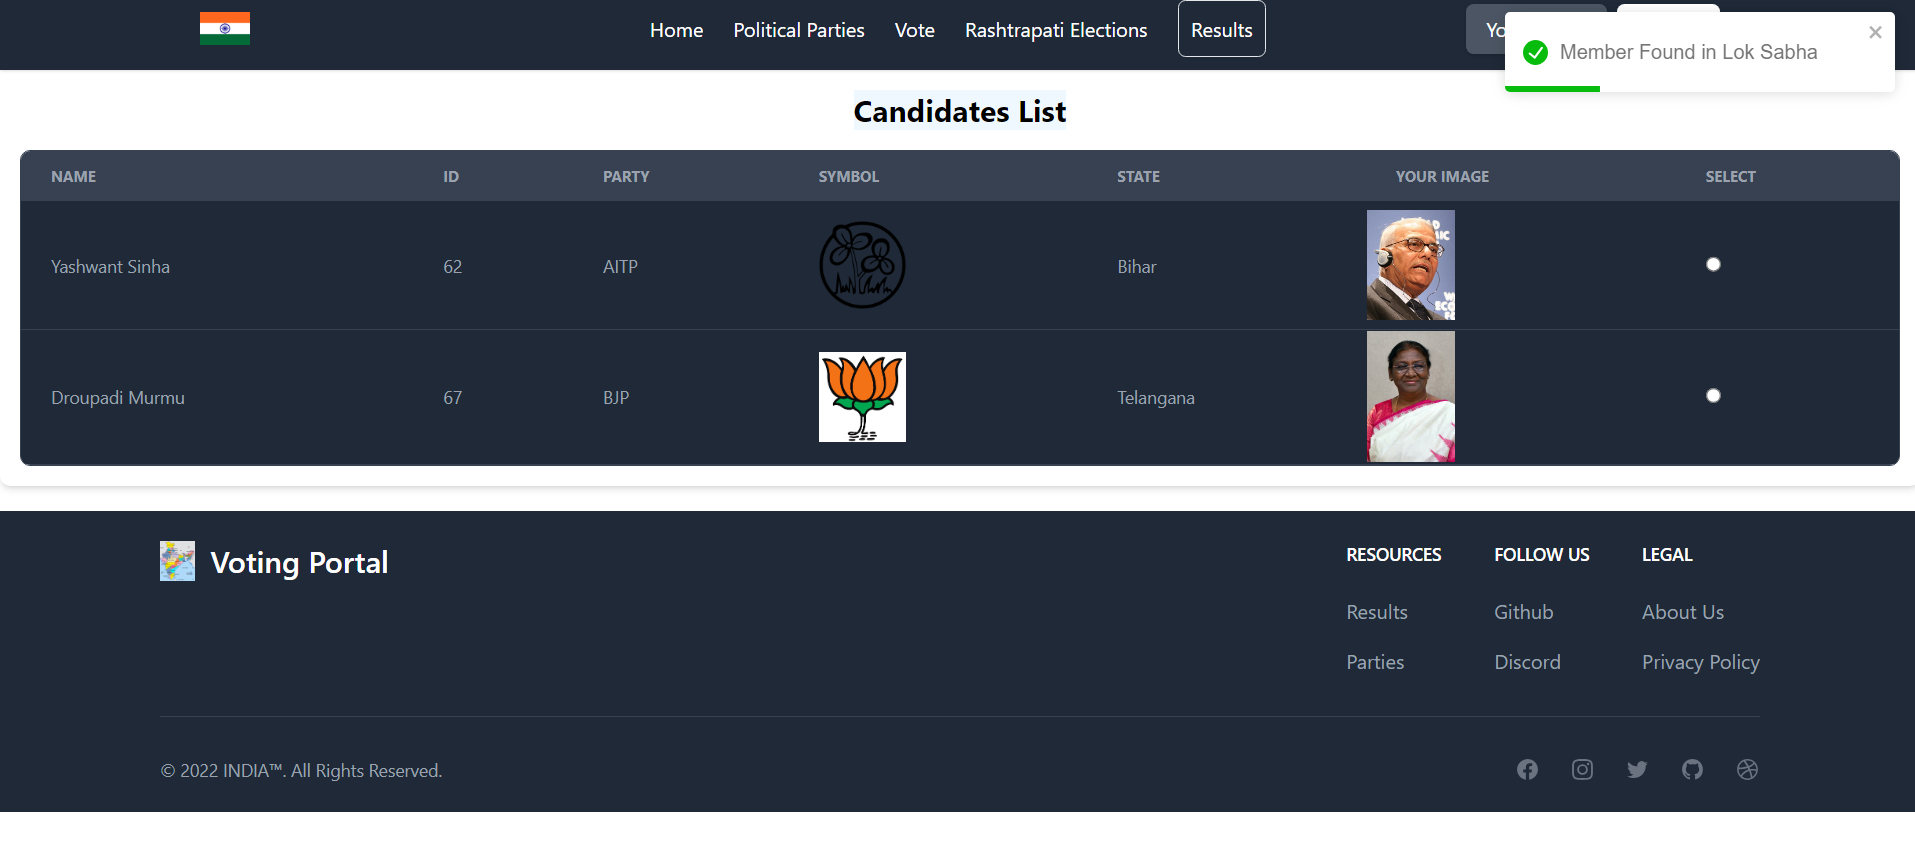 Home Political Parties Vote Rashtrapati Elections Results Yo
Member Found in Lok Sabha
Candidates List
NAME ID PARTY SYMBOL STATE YOUR IMAGE SELECT
Yashwant Sinha 62 AITP Bihar
Droupadi Murmu 67 BJP Telangana
Voting Portal
RESOURCES FOLLOW US LEGAL
Results Github About Us
Parties Discord Privacy Policy
© 2022 INDIA™. All Rights Reserved.